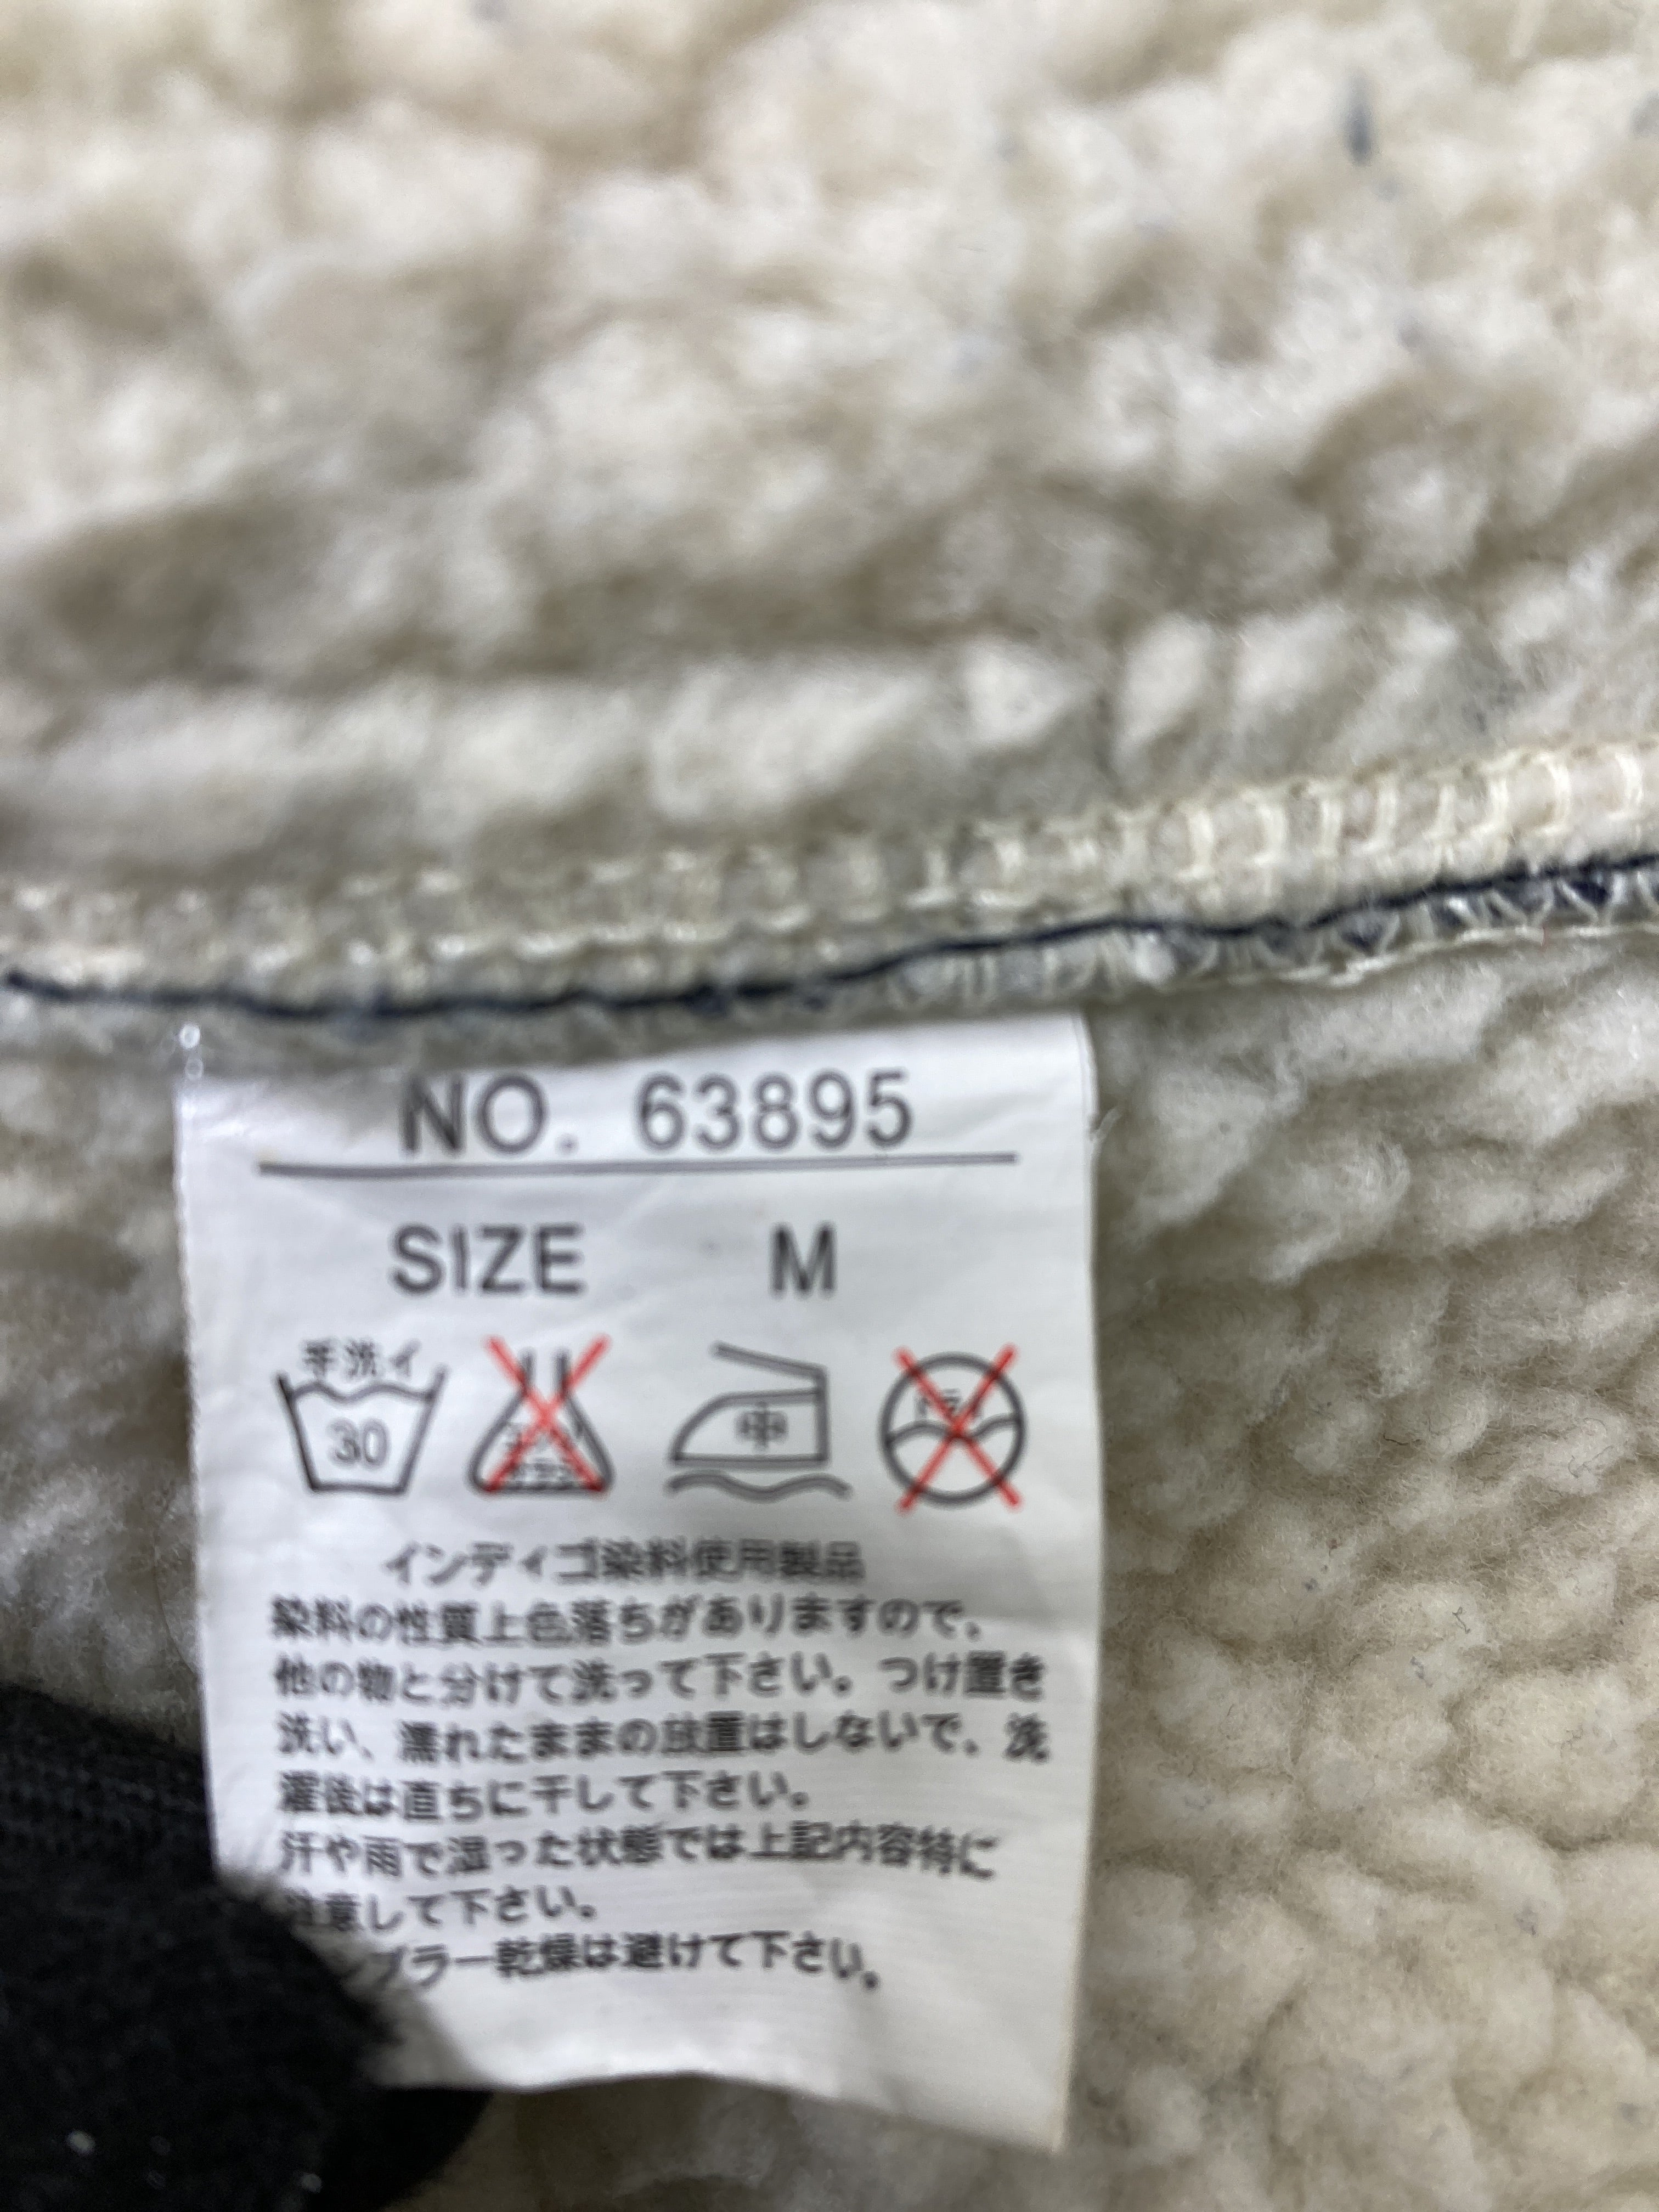 NO. 63895
SIZE M
手洗イ
30
中
インディゴ染料使用製品
染料の性質上色落ちがありますので、
他の物と分けて洗って下さい。つけ置き
洗い、濡れたままの放置はしないで、洗
濯後は直ちに干して下さい。
汗や雨で湿った状態では上記内容特に
注意して下さい。
ブラー乾燥は避けて下さい。